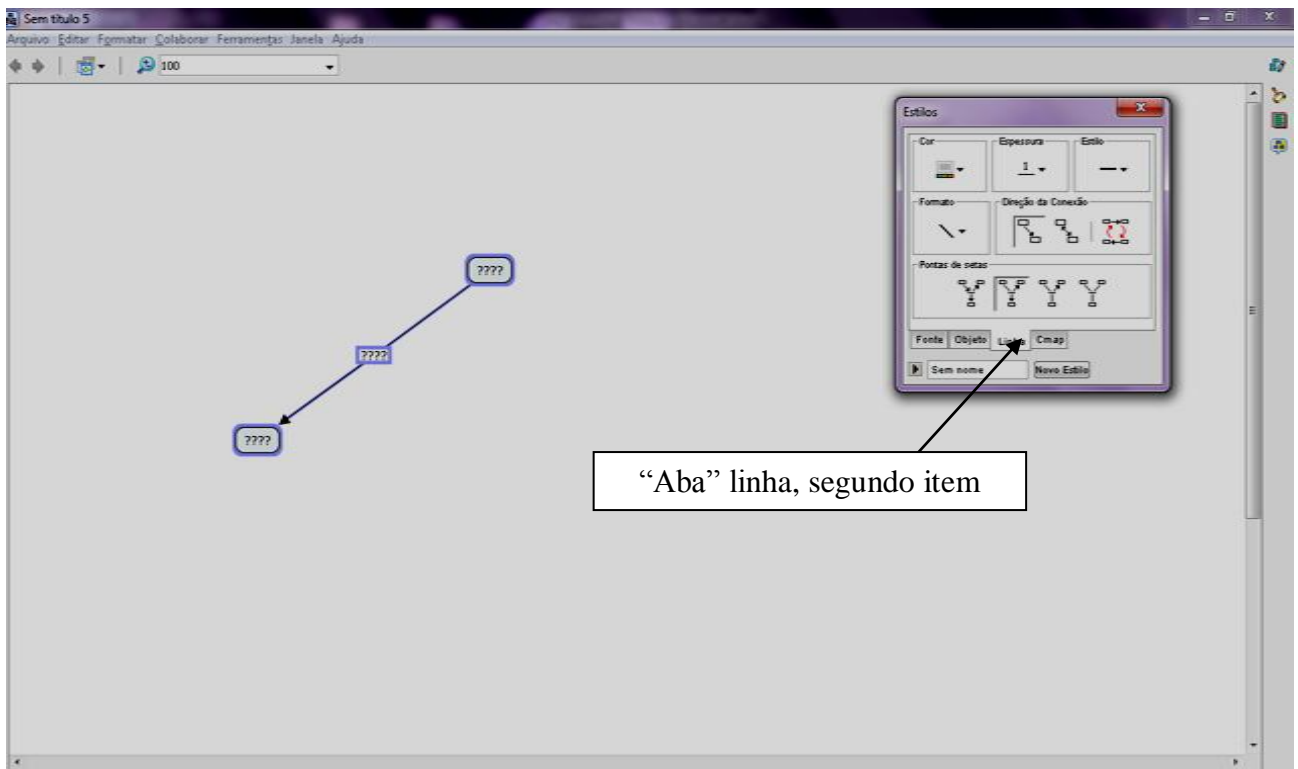 Sem título 5
Arquivo Editar Formatar Colaborar Ferramentas Janela Ajuda
100
Estilos
Cor Espessura Estilo
1
Formato Direção da Conexão
Pontas de setas
Fonte Objeto Linha Cmap
Sem nome Novo Estilo
????
????
????
“Aba” linha, segundo item